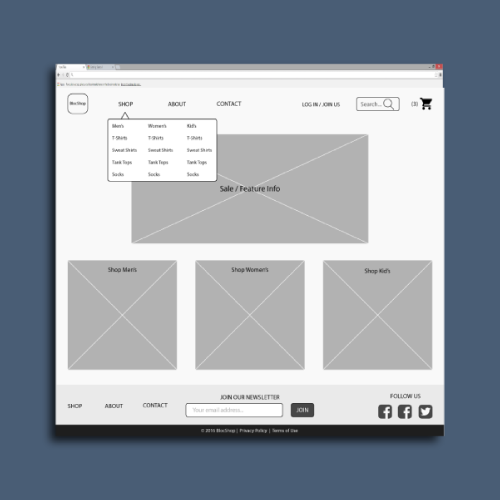 BlocShop
SHOP ABOUT CONTACT LOG IN / JOIN US Search... (3)
Men's Women's Kid's
T-Shirts T-Shirts T-Shirts
Sweat Shirts Sweat Shirts Sweat Shirts
Tank Tops Tank Tops Tank Tops
Socks Socks Socks
Sale / Feature Info
Shop Men's Shop Women's Shop Kid's
JOIN OUR NEWSLETTER FOLLOW US
SHOP ABOUT CONTACT Your email address... JOIN
© 2015 BlocShop | Privacy Policy | Terms of Use